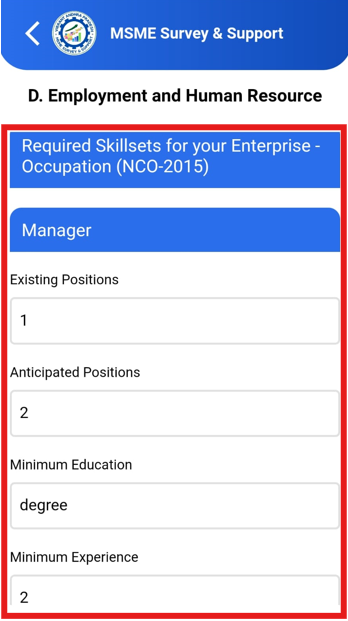 MSME Survey & Support
D. Employment and Human Resource
Required Skillsets for your Enterprise -
Occupation (NCO-2015)
Manager
Existing Positions
1
Anticipated Positions
2
Minimum Education
degree
Minimum Experience
2